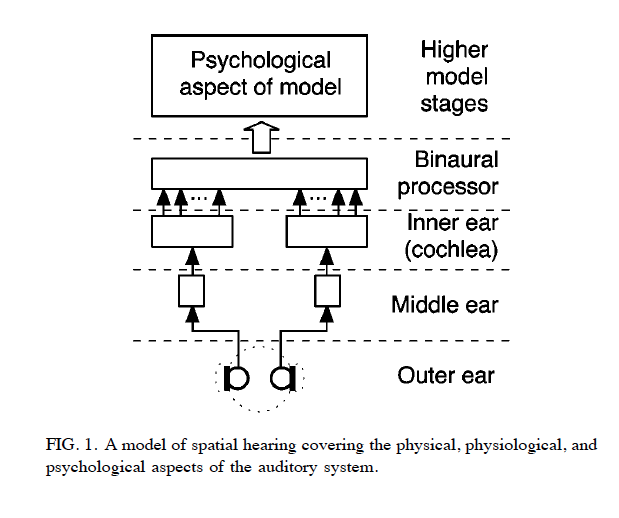 Psychological
aspect of model
Higher
model
stages
Binaural
processor
...
...
Inner ear
(cochlea)
Middle ear
Outer ear
FIG. 1. A model of spatial hearing covering the physical, physiological, and
psychological aspects of the auditory system.